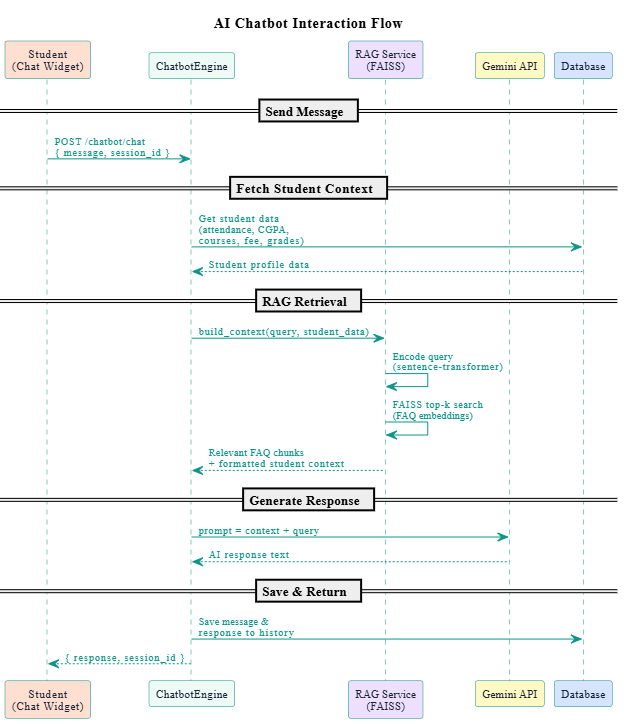 AI Chatbot Interaction Flow
Student
(Chat Widget)
ChatbotEngine
RAG Service
(FAISS)
Gemini API
Database
Send Message
POST /chatbot/chat
{ message, session_id }
Fetch Student Context
Get student data
(attendance, CGPA,
courses, fee, grades)
Student profile data
RAG Retrieval
build_context(query, student_data)
Encode query
(sentence-transformer)
FAISS top-k search
(FAQ embeddings)
Relevant FAQ chunks
+ formatted student context
Generate Response
prompt = context + query
AI response text
Save & Return
Save message &
response to history
{ response, session_id }
Student
(Chat Widget)
ChatbotEngine
RAG Service
(FAISS)
Gemini API
Database